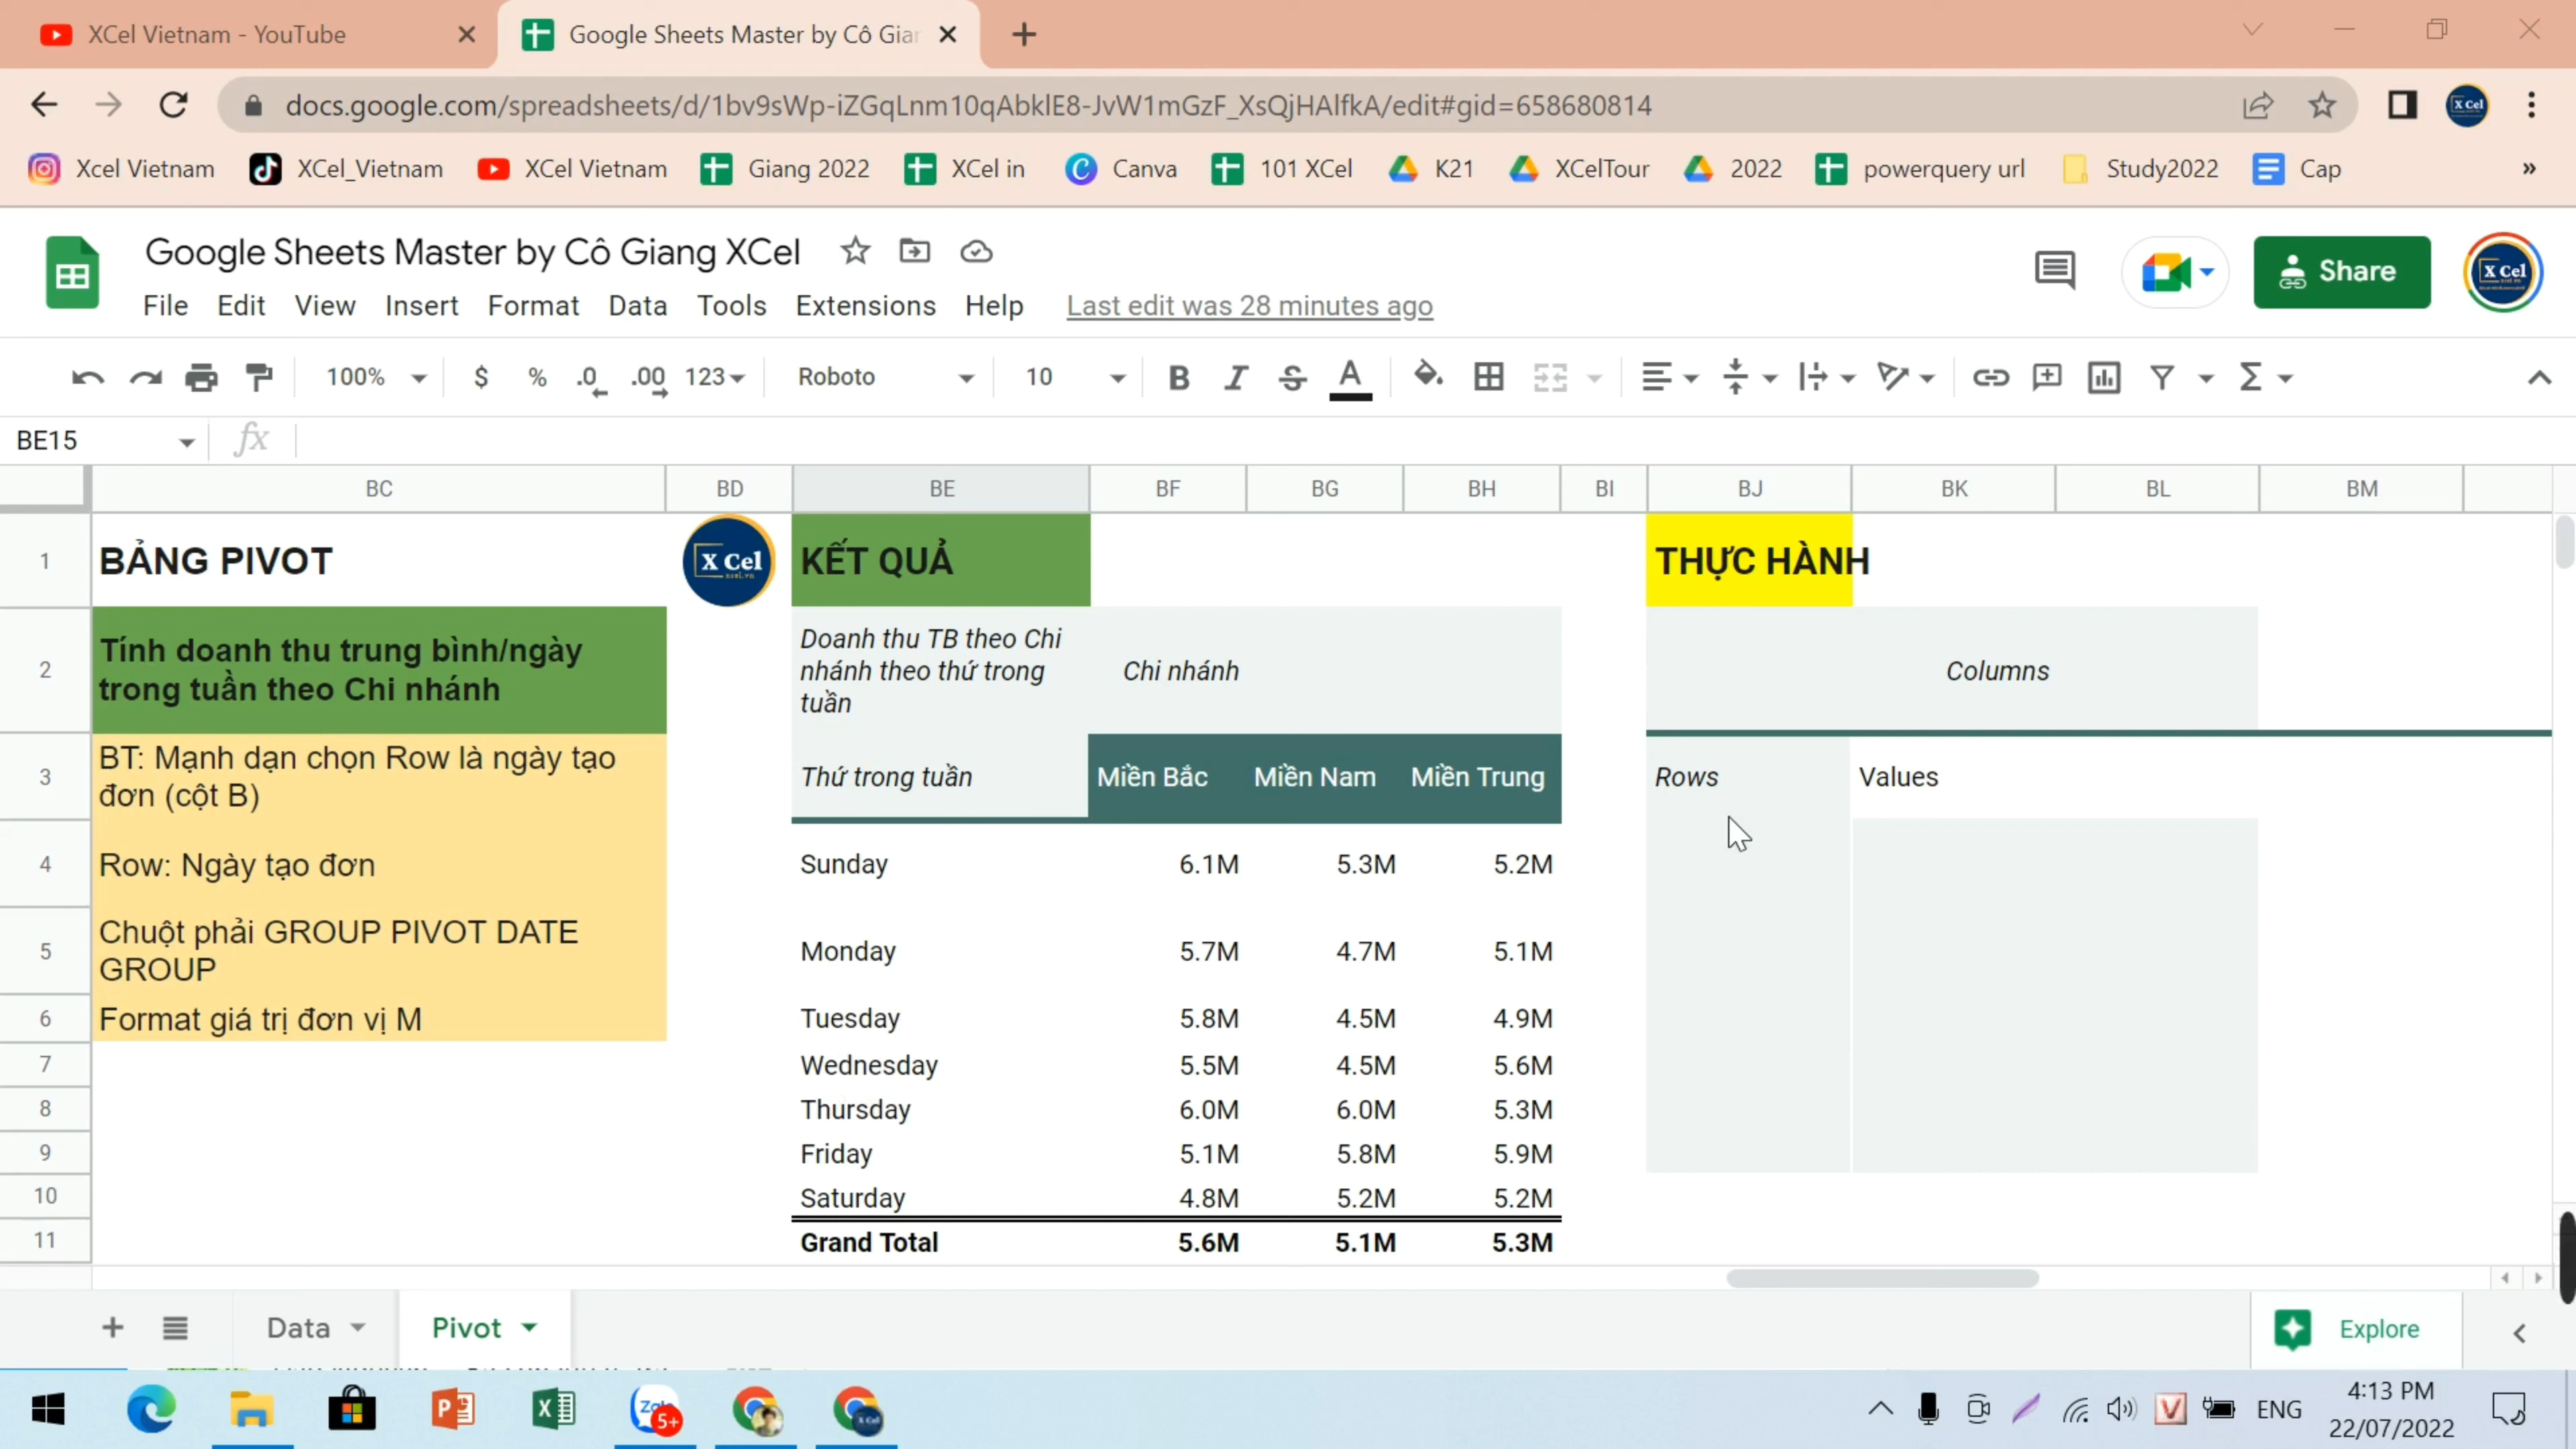 XCel Vietnam - YouTube
Google Sheets Master by Cô Giar
docs.google.com/spreadsheets/d/1bv9sWp-iZGqLnm10qAbklE8-JvW1mGzF_XsQjHAlfkA/edit#gid=658680814
X Cel
Xcel Vietnam XCel_Vietnam XCel Vietnam Giang 2022 XCel in Canva 101 XCel K21 XCelTour 2022 powerquery url Study2022 Cap »
Google Sheets Master by Cô Giang XCel
Share
X Cel
File Edit View Insert Format Data Tools Extensions Help Last edit was 28 minutes ago
100% $ % .0 .00 123 Roboto 10 B I S A Σ
BE15 fx
BC BD BE BF BG BH BI BJ BK BL BM
1 BẢNG PIVOT X Cel KẾT QUẢ THỰC HÀNH
xcel.vn
2
Tính doanh thu trung bình/ngày
trong tuần theo Chi nhánh
Doanh thu TB theo Chi
nhánh theo thứ trong
tuần
Chi nhánh
Columns
3
BT: Mạnh dạn chọn Row là ngày tạo
đơn (cột B)
Thứ trong tuần Miền Bắc Miền Nam Miền Trung Rows Values
4 Row: Ngày tạo đơn Sunday 6.1M 5.3M 5.2M
5
Chuột phải GROUP PIVOT DATE
GROUP
Monday 5.7M 4.7M 5.1M
6 Format giá trị đơn vị M Tuesday 5.8M 4.5M 4.9M
7 Wednesday 5.5M 4.5M 5.6M
8 Thursday 6.0M 6.0M 5.3M
9 Friday 5.1M 5.8M 5.9M
10 Saturday 4.8M 5.2M 5.2M
11 Grand Total 5.6M 5.1M 5.3M
Data Pivot Explore
Zalo 5+
ENG
4:13 PM
22/07/2022